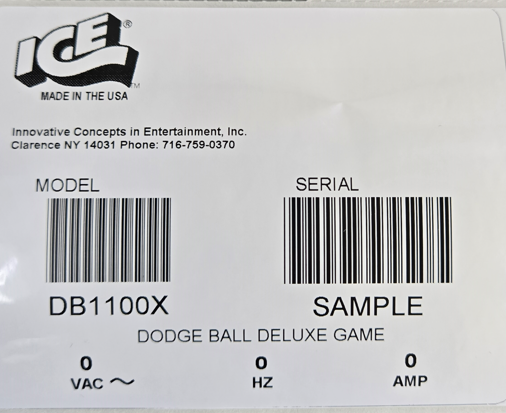 ICE®
TM
MADE IN THE USA
Innovative Concepts in Entertainment, Inc.
Clarence NY 14031 Phone: 716-759-0370
MODEL SERIAL
DB1100X SAMPLE
DODGE BALL DELUXE GAME
0 0 0
VAC ~ HZ AMP